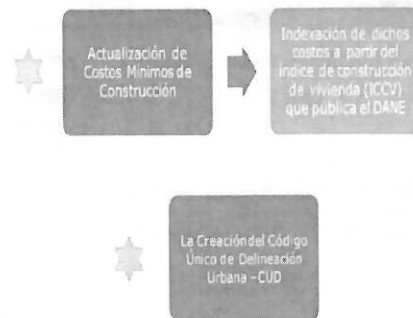 Actualización de
Costos Mínimos de
Construcción
Indexación de dichos
costos a partir del
índice de construcción
de vivienda (ICCV)
que pública el DANE
La Creación del Código
Único de Delineación
Urbana – CUD